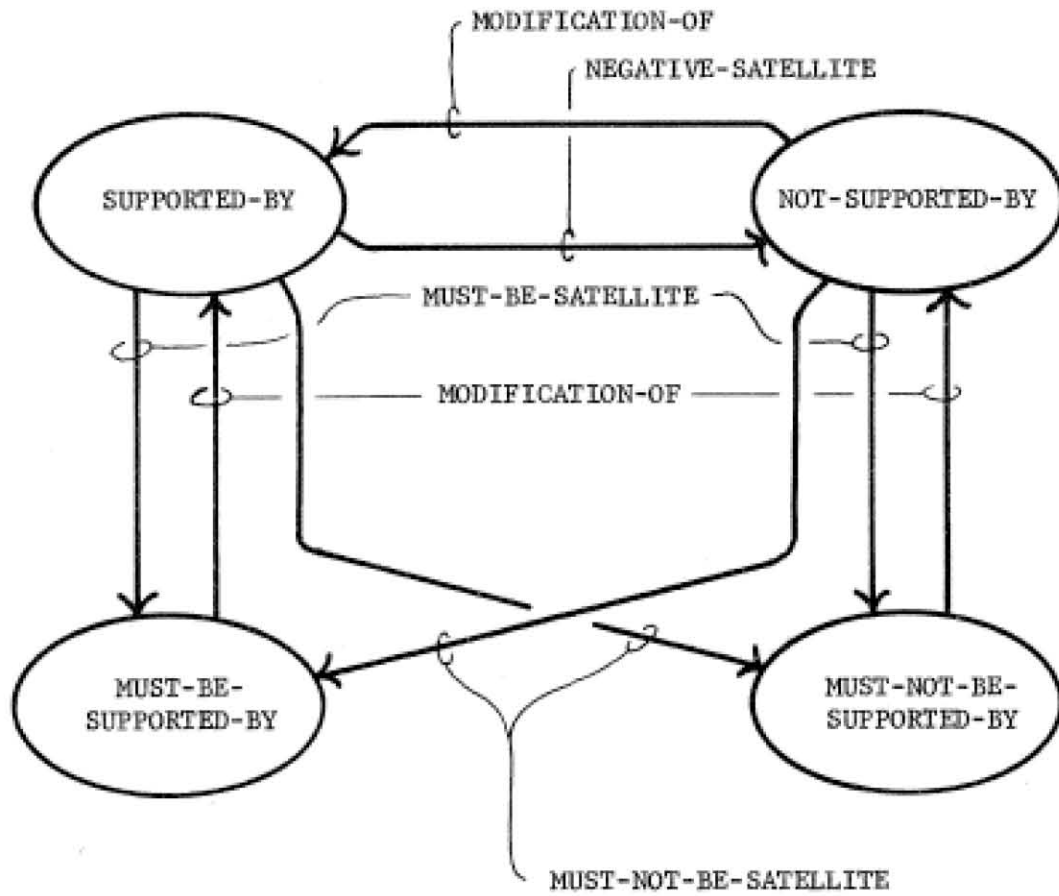 MODIFICATION-OF
NEGATIVE-SATELLITE
SUPPORTED-BY
NOT-SUPPORTED-BY
MUST-BE-SATELLITE
MODIFICATION-OF
MUST-BE-
SUPPORTED-BY
MUST-NOT-BE-
SUPPORTED-BY
MUST-NOT-BE-SATELLITE